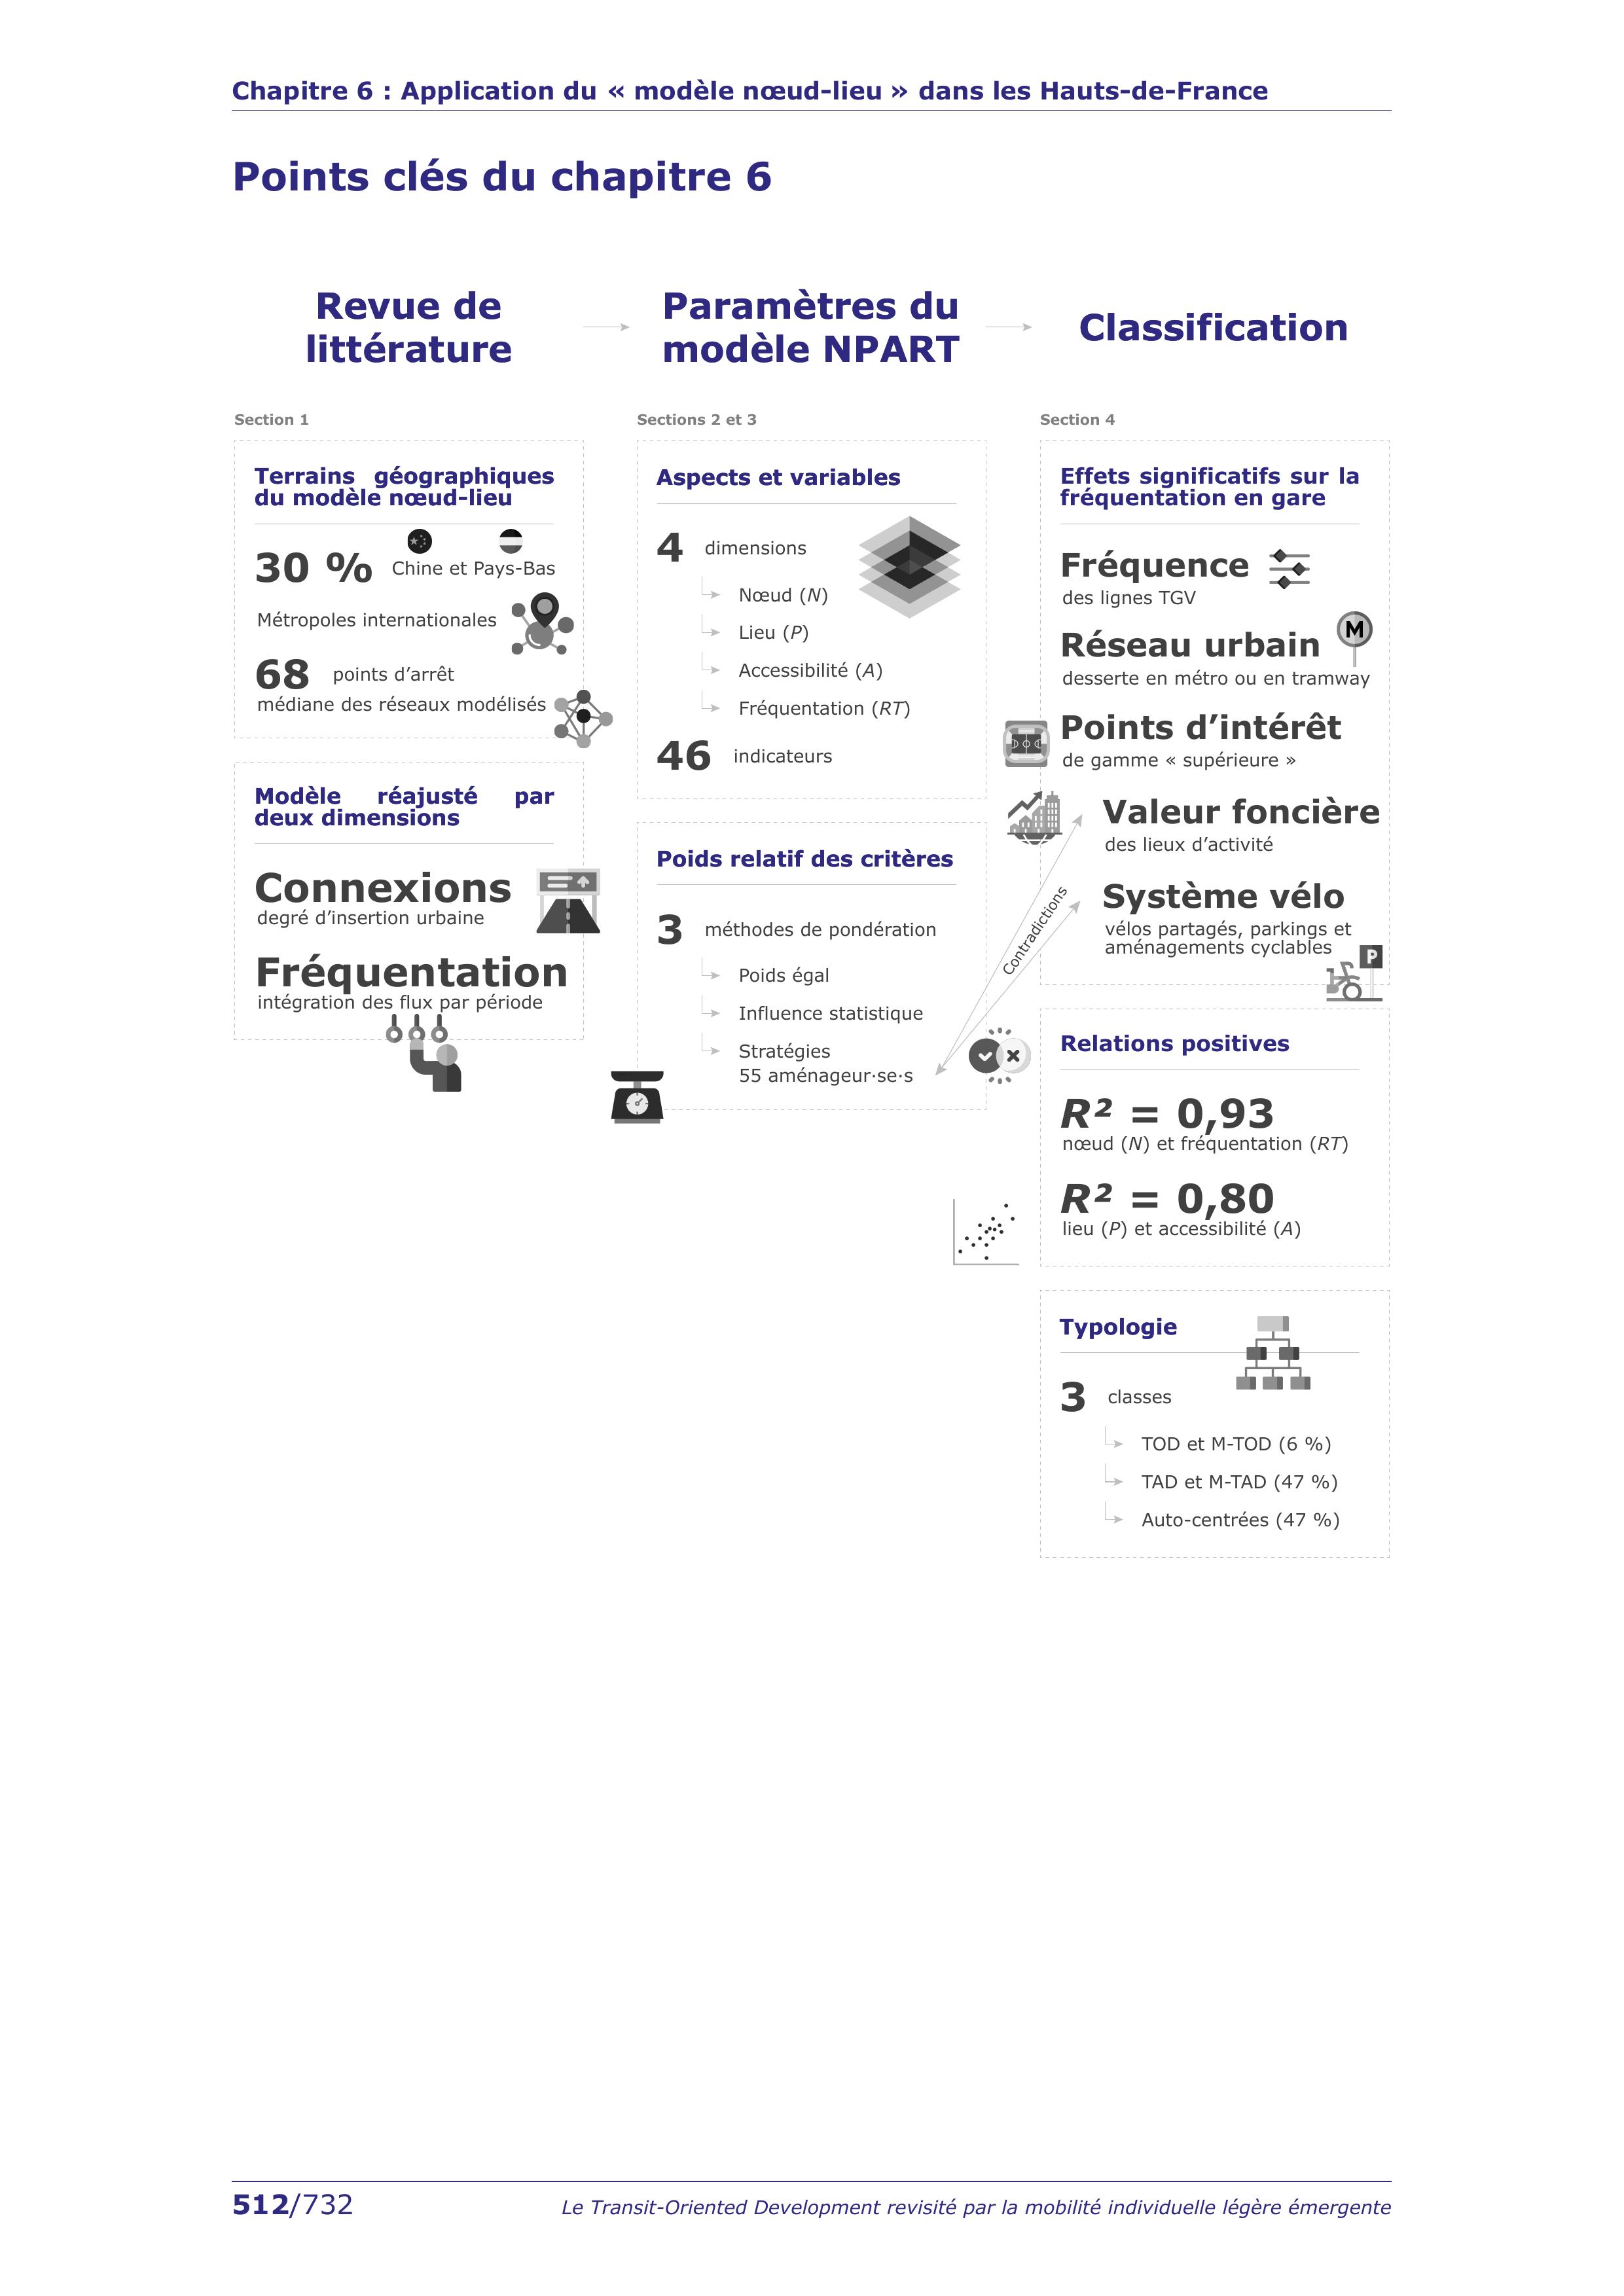 Chapitre 6 : Application du « modèle nœud-lieu » dans les Hauts-de-France
Points clés du chapitre 6
Revue de
littérature
Paramètres du
modèle NPART
Classification
Section 1
Terrains géographiques
du modèle nœud-lieu
30 % Chine et Pays-Bas
Métropoles internationales
68 points d’arrêt
médiane des réseaux modélisés
Modèle réajusté par
deux dimensions
Connexions
degré d’insertion urbaine
Fréquentation
intégration des flux par période
Sections 2 et 3
Aspects et variables
4 dimensions
Nœud (N)
Lieu (P)
Accessibilité (A)
Fréquentation (RT)
46 indicateurs
Poids relatif des critères
3 méthodes de pondération
Poids égal
Influence statistique
Stratégies
55 aménageur·se·s
Contradictions
Section 4
Effets significatifs sur la
fréquentation en gare
Fréquence
des lignes TGV
Réseau urbain
M
desserte en métro ou en tramway
Points d’intérêt
de gamme « supérieure »
Valeur foncière
des lieux d’activité
Système vélo
vélos partagés, parkings et
aménagements cyclables
P
Relations positives
R² = 0,93
nœud (N) et fréquentation (RT)
R² = 0,80
lieu (P) et accessibilité (A)
Typologie
3 classes
TOD et M-TOD (6 %)
TAD et M-TAD (47 %)
Auto-centrées (47 %)
512/732 Le Transit-Oriented Development revisité par la mobilité individuelle légère émergente